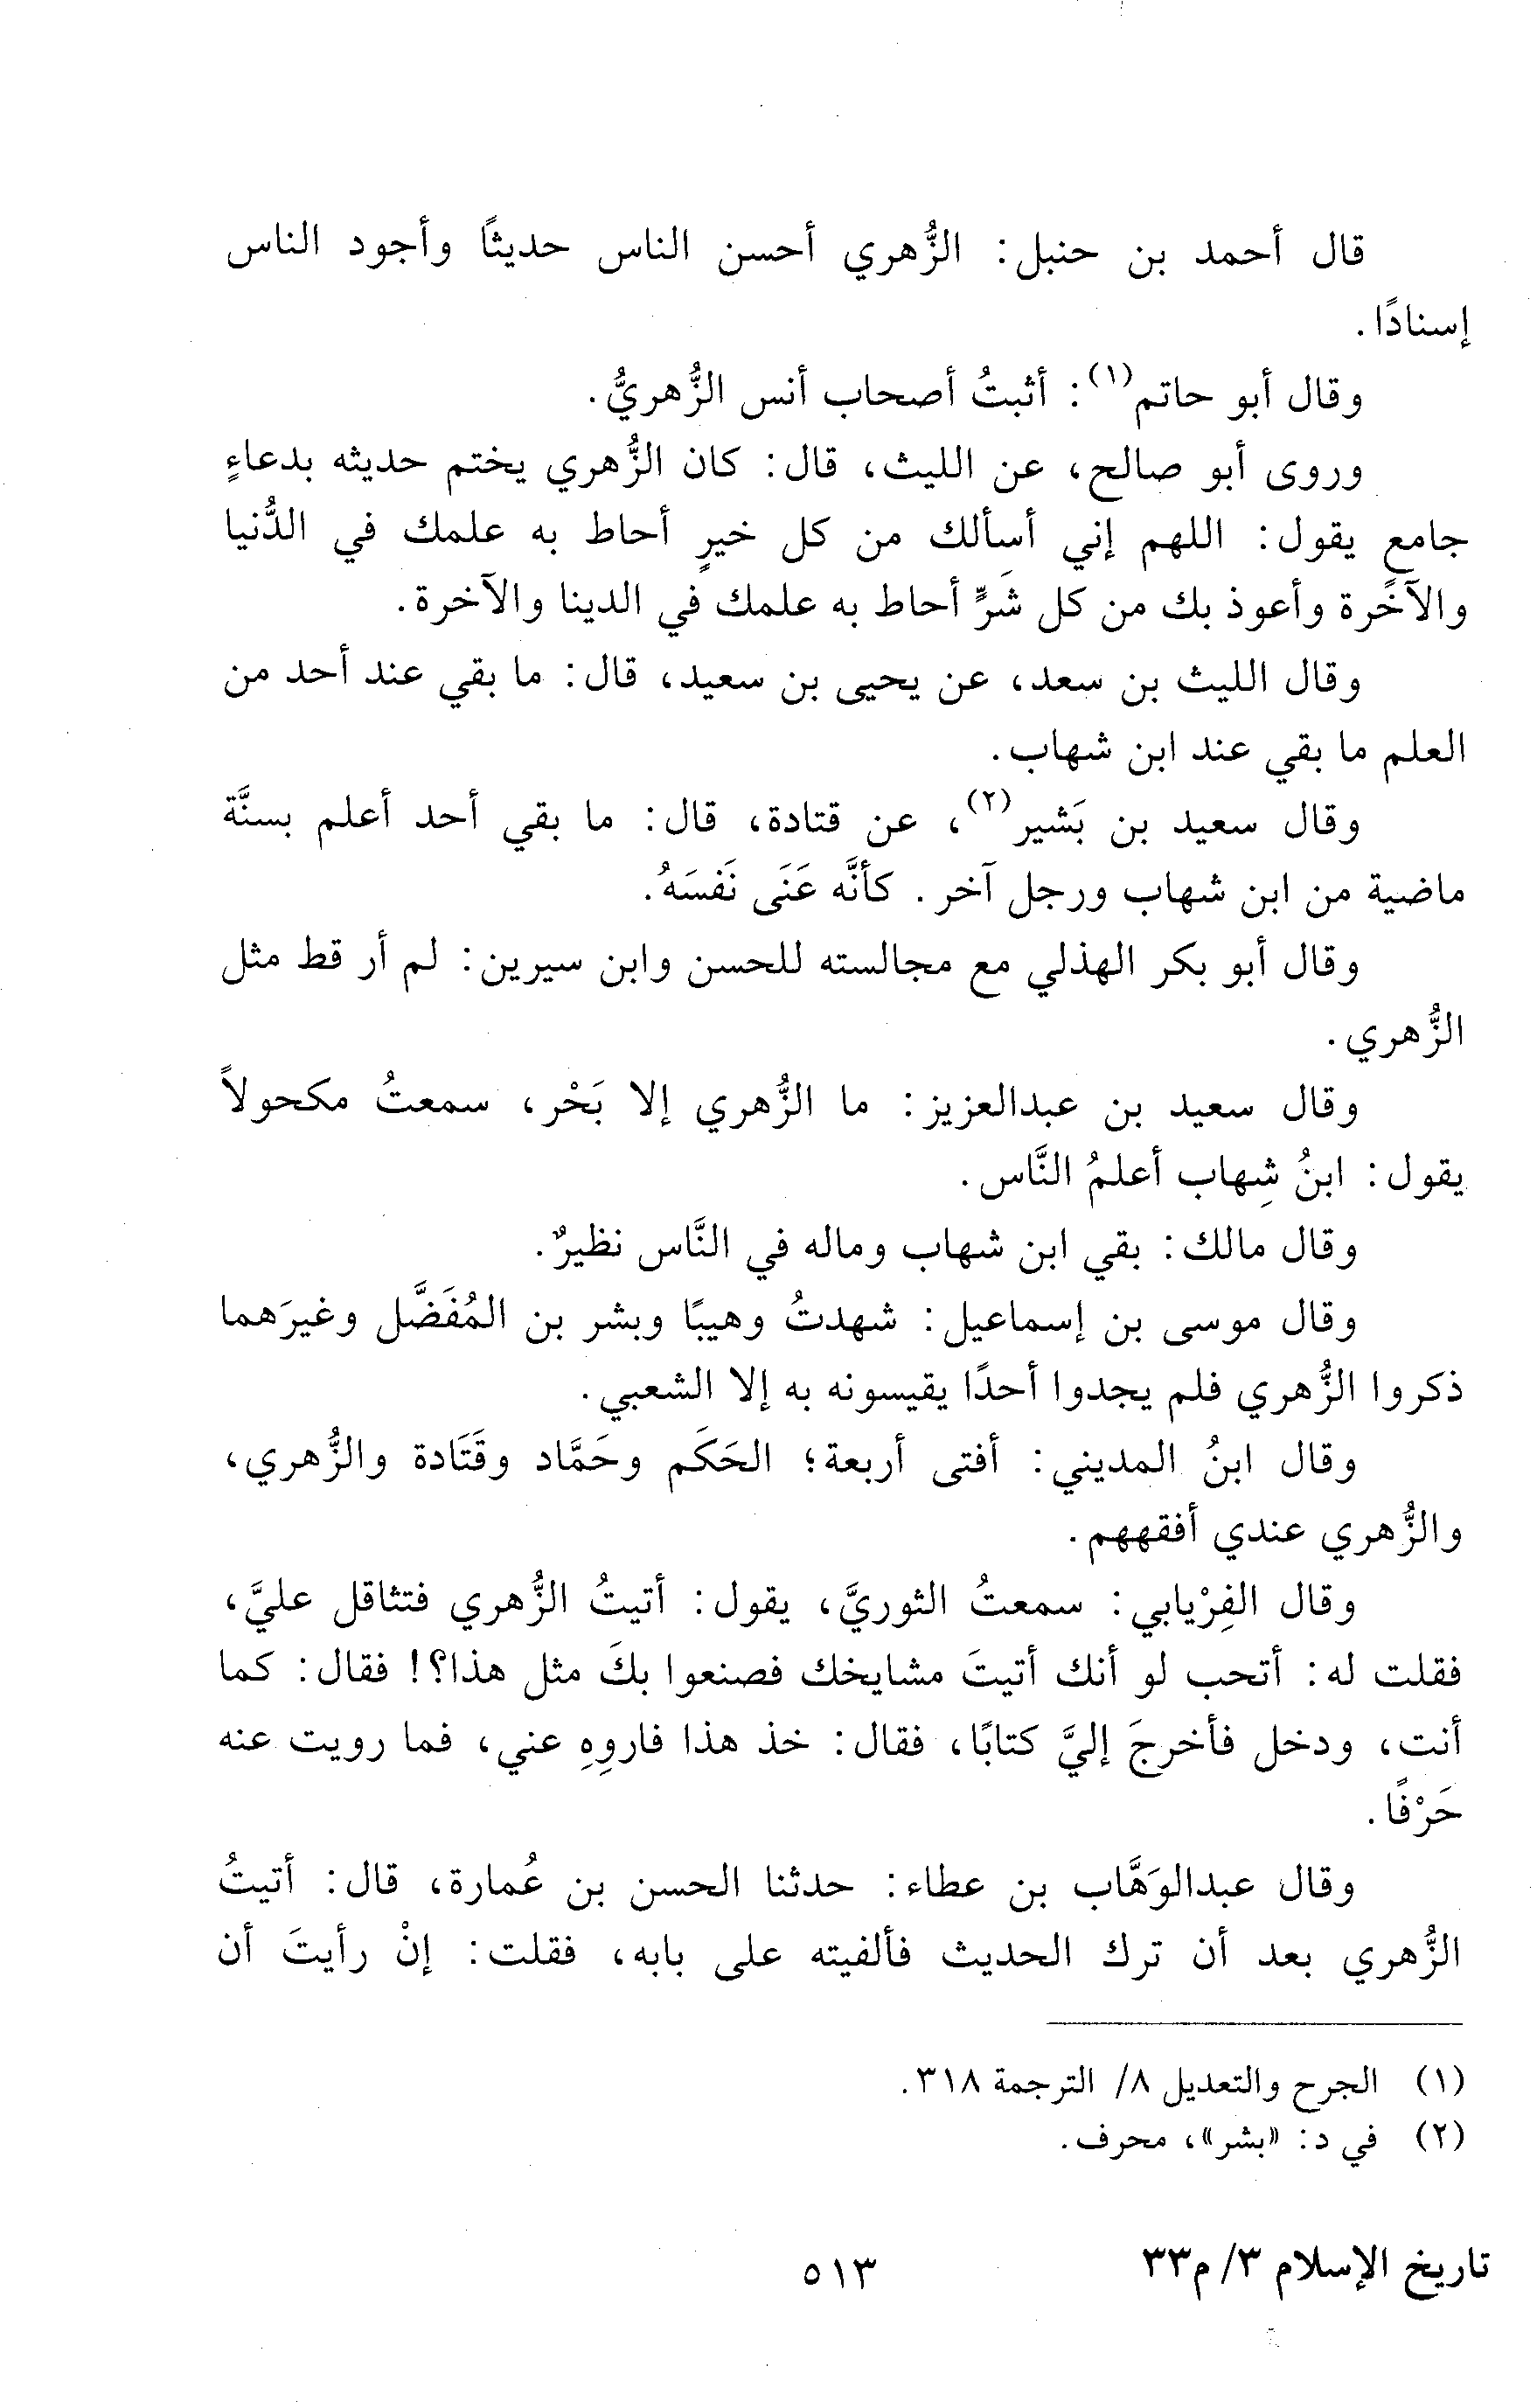 قال أحمد بن حنبل: الزُّهري أحسن الناس حديثاً وأجود الناس
إسنادًا.
وقال أبو حاتم(١): أثبتُ أصحاب أنس الزُّهريُّ.
وروى أبو صالح، عن الليث، قال: كان الزُّهري يختم حديثه بدعاءٍ
جامعٍ يقول: اللهم إني أسألك من كل خيرٍ أحاط به علمك في الدُّنيا
والآخرة وأعوذ بك من كل شَرٍّ أحاط به علمك في الدينا والآخرة.
وقال الليث بن سعد، عن يحيى بن سعيد، قال: ما بقي عند أحد من
العلم ما بقي عند ابن شهاب.
وقال سعيد بن بَشير(٢)، عن قتادة، قال: ما بقي أحد أعلم بسنَّة
ماضية من ابن شهاب ورجل آخر. كأنَّه عَنَى نَفسَهُ.
وقال أبو بكر الهذلي مع مجالسته للحسن وابن سيرين: لم أر قط مثل
الزُّهري.
وقال سعيد بن عبدالعزيز: ما الزُّهري إلا بَحْر، سمعتُ مكحولاً
يقول: ابنُ شِهاب أعلمُ النَّاس.
وقال مالك: بقي ابن شهاب وماله في النَّاس نظيرٌ.
وقال موسى بن إسماعيل: شهدتُ وهيبًا وبشر بن المُفَضَّل وغيرَهما
ذكروا الزُّهري فلم يجدوا أحدًا يقيسونه به إلا الشعبي.
وقال ابنُ المديني: أفتى أربعة؛ الحَكَم وحَمَّاد وقَتَادة والزُّهري،
والزُّهري عندي أفقههم.
وقال الفِرْيابي: سمعتُ الثوريَّ، يقول: أتيتُ الزُّهري فتثاقل عليَّ،
فقلت له: أتحب لو أنك أتيتَ مشايخك فصنعوا بكَ مثل هذا؟! فقال: كما
أنت، ودخل فأخرجَ إليَّ كتابًا، فقال: خذ هذا فاروِهِ عني، فما رويت عنه
حَرْفًا.
وقال عبدالوَهَّاب بن عطاء: حدثنا الحسن بن عُمارة، قال: أتيتُ
الزُّهري بعد أن ترك الحديث فألفيته على بابه، فقلت: إنْ رأيتَ أن
(١) الجرح والتعديل ٨/ الترجمة ٣١٨.
(٢) في د: «بشر»، محرف.
تاريخ الإسلام ٣/ م٣٣ ٥١٣